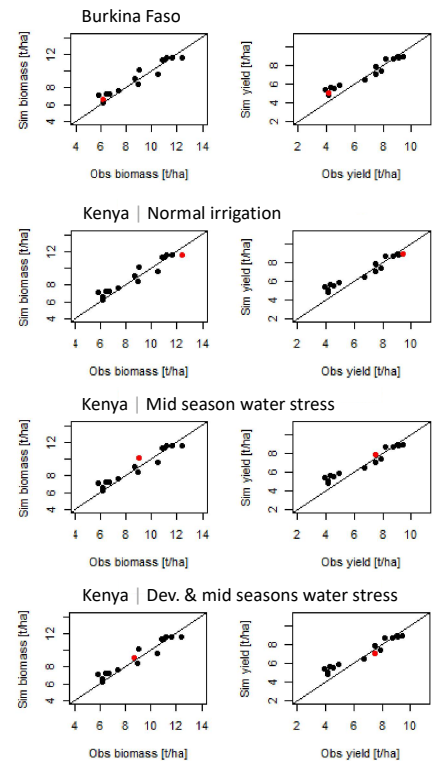 Burkina Faso
Sim biomass [t/ha]
4 6 8 12
4 6 8 10 12 14
Obs biomass [t/ha]
Sim yield [t/ha]
2 4 6 8
2 4 6 8 10
Obs yield [t/ha]
Kenya | Normal irrigation
Sim biomass [t/ha]
4 6 8 12
4 6 8 10 12 14
Obs biomass [t/ha]
Sim yield [t/ha]
2 4 6 8
2 4 6 8 10
Obs yield [t/ha]
Kenya | Mid season water stress
Sim biomass [t/ha]
4 6 8 12
4 6 8 10 12 14
Obs biomass [t/ha]
Sim yield [t/ha]
2 4 6 8
2 4 6 8 10
Obs yield [t/ha]
Kenya | Dev. & mid seasons water stress
Sim biomass [t/ha]
4 6 8 12
4 6 8 10 12 14
Obs biomass [t/ha]
Sim yield [t/ha]
2 4 6 8
2 4 6 8 10
Obs yield [t/ha]